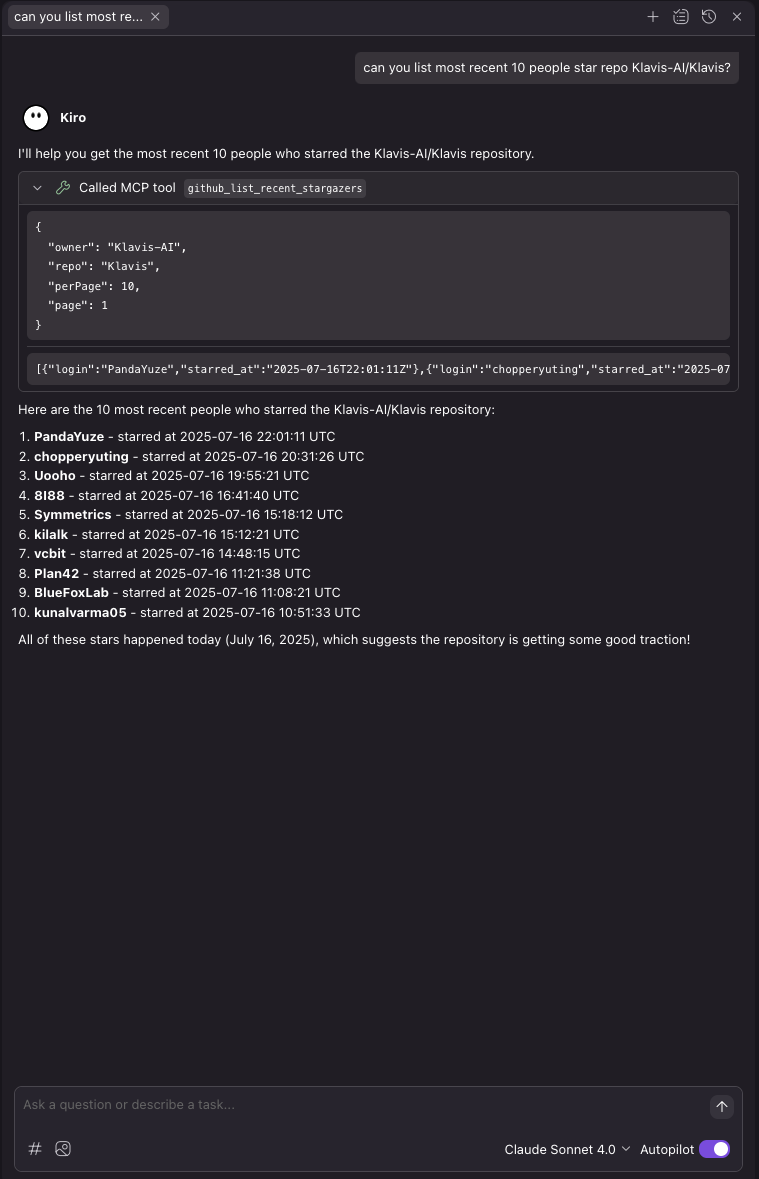 can you list most re...
can you list most recent 10 people star repo Klavis-AI/Klavis?
Kiro
I'll help you get the most recent 10 people who starred the Klavis-AI/Klavis repository.
Called MCP tool github_list_recent_stargazers
{
"owner": "Klavis-AI",
"repo": "Klavis",
"perPage": 10,
"page": 1
}
[{"login":"PandaYuze","starred_at":"2025-07-16T22:01:11Z"},{"login":"chopperyuting","starred_at":"2025-07
Here are the 10 most recent people who starred the Klavis-AI/Klavis repository:
1. PandaYuze - starred at 2025-07-16 22:01:11 UTC
2. chopperyuting - starred at 2025-07-16 20:31:26 UTC
3. Uooho - starred at 2025-07-16 19:55:21 UTC
4. 8I88 - starred at 2025-07-16 16:41:40 UTC
5. Symmetrics - starred at 2025-07-16 15:18:12 UTC
6. kilalk - starred at 2025-07-16 15:12:21 UTC
7. vcbit - starred at 2025-07-16 14:48:15 UTC
8. Plan42 - starred at 2025-07-16 11:21:38 UTC
9. BlueFoxLab - starred at 2025-07-16 11:08:21 UTC
10. kunalvarma05 - starred at 2025-07-16 10:51:33 UTC
All of these stars happened today (July 16, 2025), which suggests the repository is getting some good traction!
Ask a question or describe a task...
# Claude Sonnet 4.0 Autopilot